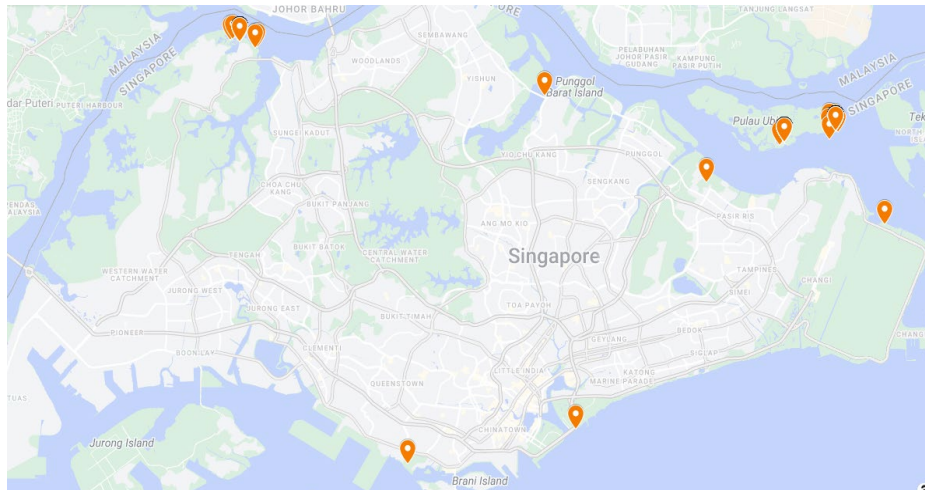 JOHOR BAHRU
TANJUNG LANGSAT
MALAYSIA
SINGAPORE
SEMBAWANG
WOODLANDS
YISHUN
PELABUHAN
JOHOR PASIR
GUDANG
KAMPUNG
PASIR PUTIH
MALAYSIA
SINGAPORE
Punggol
Barat Island
dar Puteri
PUTERI HARBOUR
Pulau Ub
Tek
SUNGEI KADUT
YIO CHU KANG
PUNGGOL
CHOA CHU
KANG
SENGKANG
BUKIT PANJANG
PENDAS
MALAYSIA
ANG MO KIO
PASIR RIS
BUKIT BATOK
TENGAH
CENTRAL WATER
CATCHMENT
Singapore
WESTERN WATER
CATCHMENT
TAMPINES
CHANGI
JURONG WEST
SIMEI
JURONG EAST
TOA PAYOH
BUKIT TIMAH
PIONEER
BEDOK
CHANG
GEYLANG
BOON LAY
CLEMENTI
SIGLAP
KATONG
LITTLE INDIA
MARINE PARADE
QUEENSTOWN
TUAS
CHINATOWN
Jurong Island
Brani Island